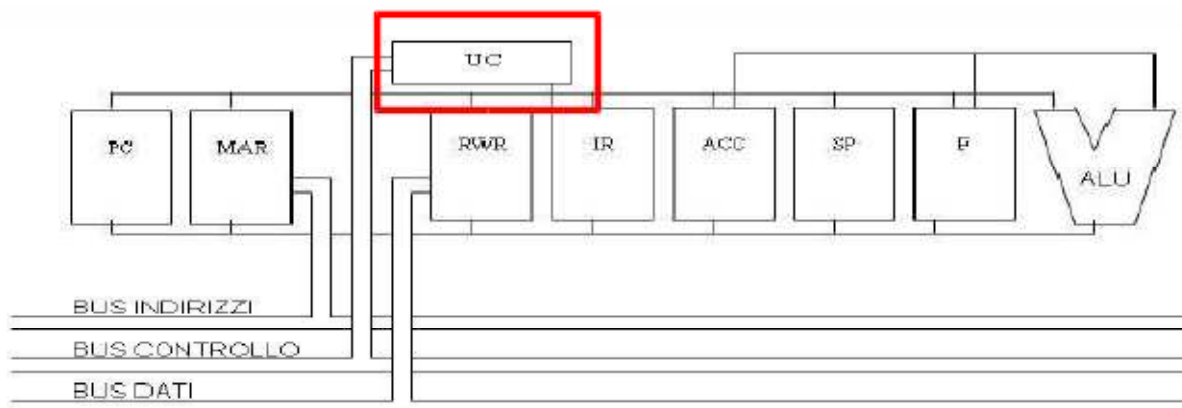 UC
PC MAR RWR IR ACC SP F ALU
BUS INDIRIZZI
BUS CONTROLLO
BUS DATI